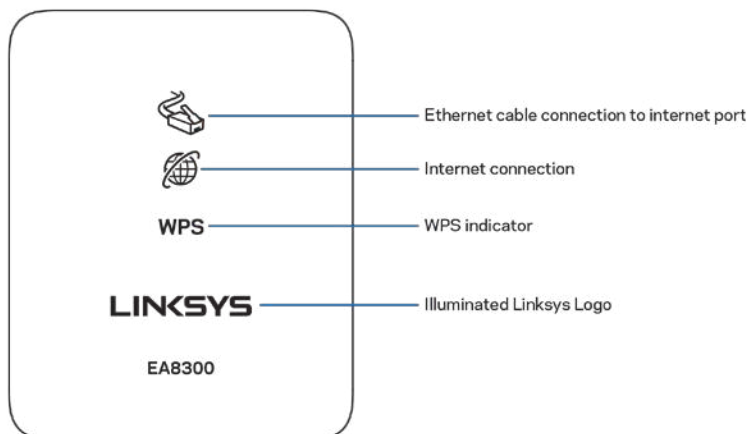 Ethernet cable connection to internet port
Internet connection
WPS WPS indicator
LINKSYS Illuminated Linksys Logo
EA8300